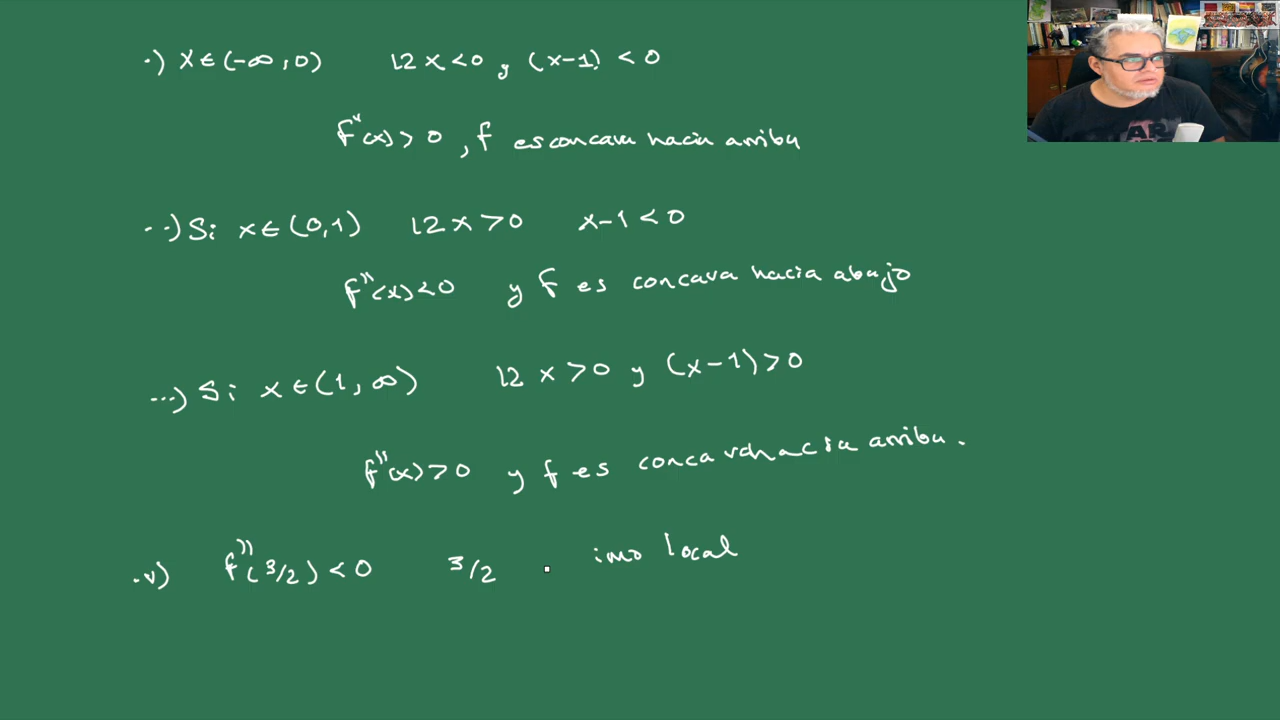 .) x ∈ (-∞, 0) 12x < 0 y (x-1) < 0
f''(x) > 0, f es concava hacia arriba
..) Si x ∈ (0,1) 12x > 0 x-1 < 0
f''(x) < 0 y f es concava hacia abajo
...) Si x ∈ (1, ∞) 12x > 0 y (x-1) > 0
f''(x) > 0 y f es concava hacia arriba.
.v) f''(3/2) < 0 3/2 imo local